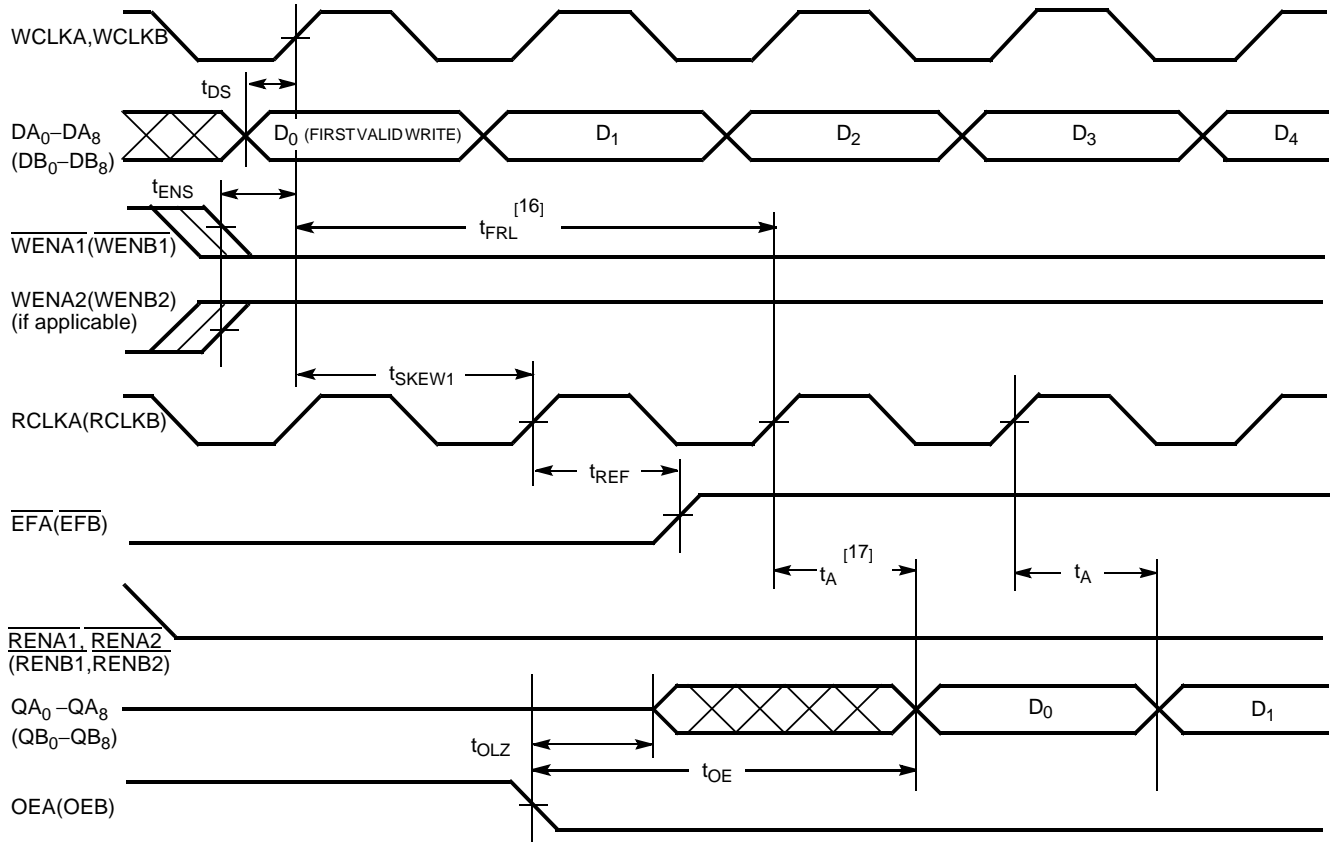 WCLKA,WCLKB
tDS
DA0–DA8
(DB0–DB8)
D0 (FIRST VALID WRITE)
D1
D2
D3
D4
tENS
[16]
tFRL
WENA1(WENB1)
WENA2(WENB2)
(if applicable)
tSKEW1
RCLKA(RCLKB)
tREF
EFA(EFB)
[17]
tA
tA
RENA1, RENA2
(RENB1,RENB2)
QA0 –QA8
(QB0–QB8)
D0
D1
tOLZ
tOE
OEA(OEB)